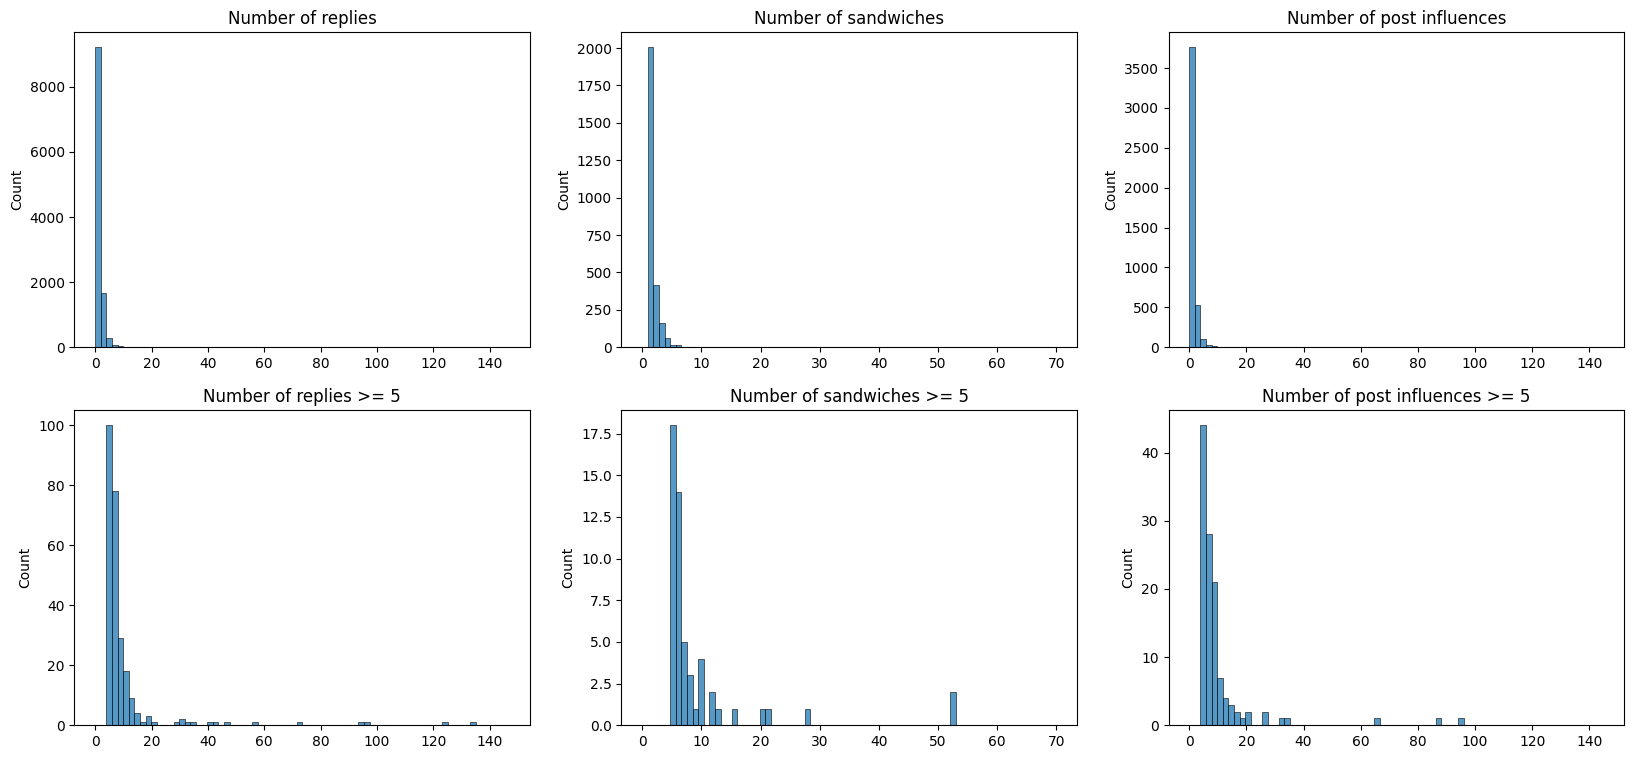 Number of replies
Count
8000
6000
4000
2000
0
0 20 40 60 80 100 120 140
Number of sandwiches
Count
2000
1750
1500
1250
1000
750
500
250
0
0 10 20 30 40 50 60 70
Number of post influences
Count
3500
3000
2500
2000
1500
1000
500
0
0 20 40 60 80 100 120 140
Number of replies >= 5
Count
100
80
60
40
20
0
0 20 40 60 80 100 120 140
Number of sandwiches >= 5
Count
17.5
15.0
12.5
10.0
7.5
5.0
2.5
0.0
0 10 20 30 40 50 60 70
Number of post influences >= 5
Count
40
30
20
10
0
0 20 40 60 80 100 120 140